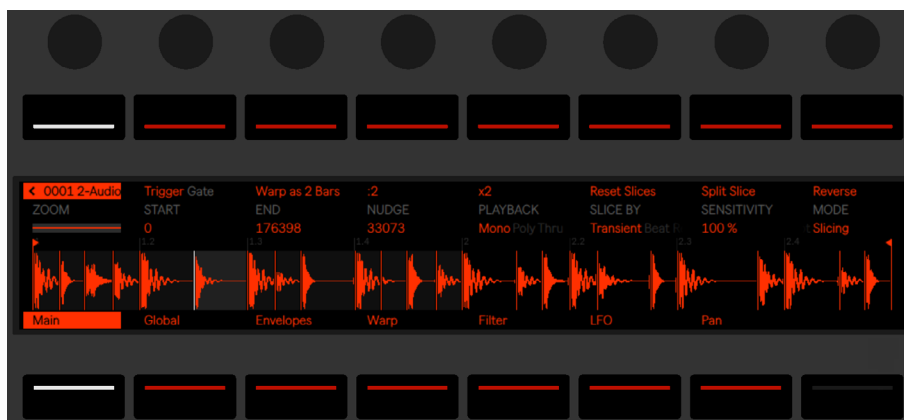 < 0001 2-Audio Trigger Gate Warp as 2 Bars :2 x2 Reset Slices Split Slice Reverse
ZOOM START END NUDGE PLAYBACK SLICE BY SENSITIVITY MODE
0 176398 33073 Mono Poly Thru Transient Beat 100 % Slicing
1.2 1.3 1.4 2 2.2 2.3 2.4
Main Global Envelopes Warp Filter LFO Pan